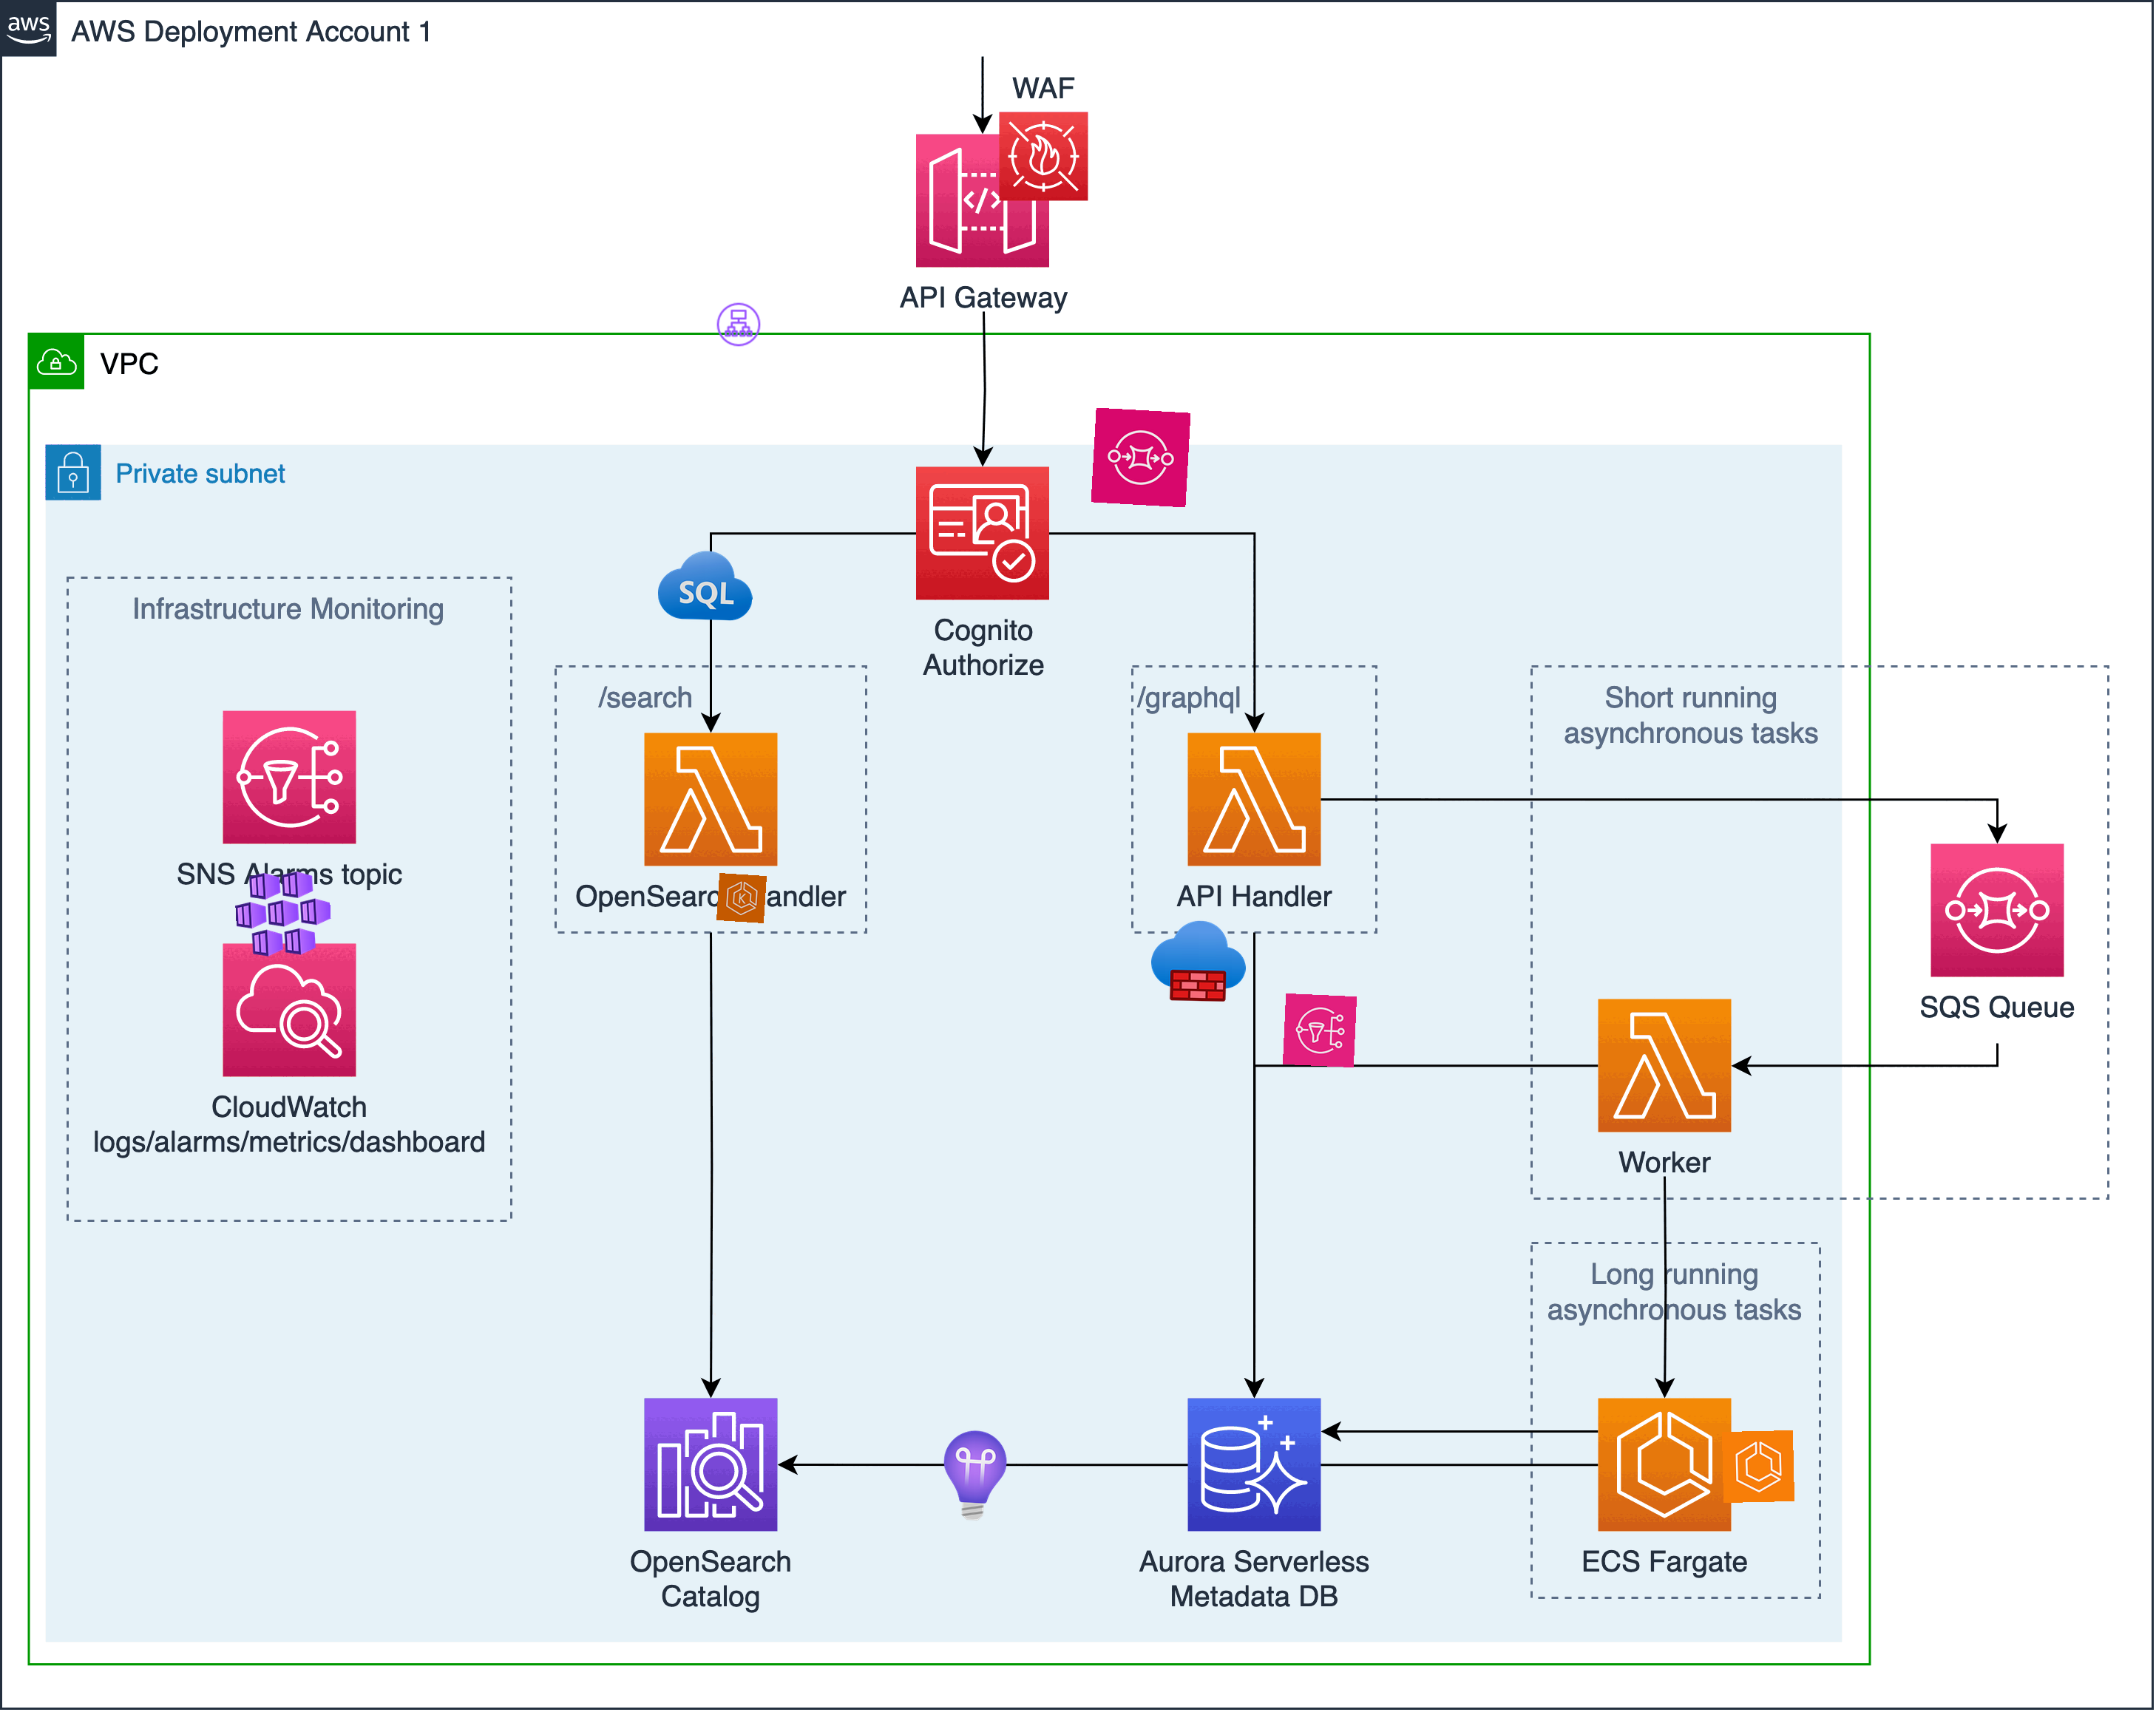 aws
AWS Deployment Account 1
WAF
API Gateway
VPC
Private subnet
SQL
Infrastructure Monitoring
Cognito
Authorize
/search
/graphql
Short running
asynchronous tasks
SNS Alarms topic
OpenSearc andler
API Handler
SQS Queue
CloudWatch
logs/alarms/metrics/dashboard
Worker
Long running
asynchronous tasks
OpenSearch
Catalog
Aurora Serverless
Metadata DB
ECS Fargate